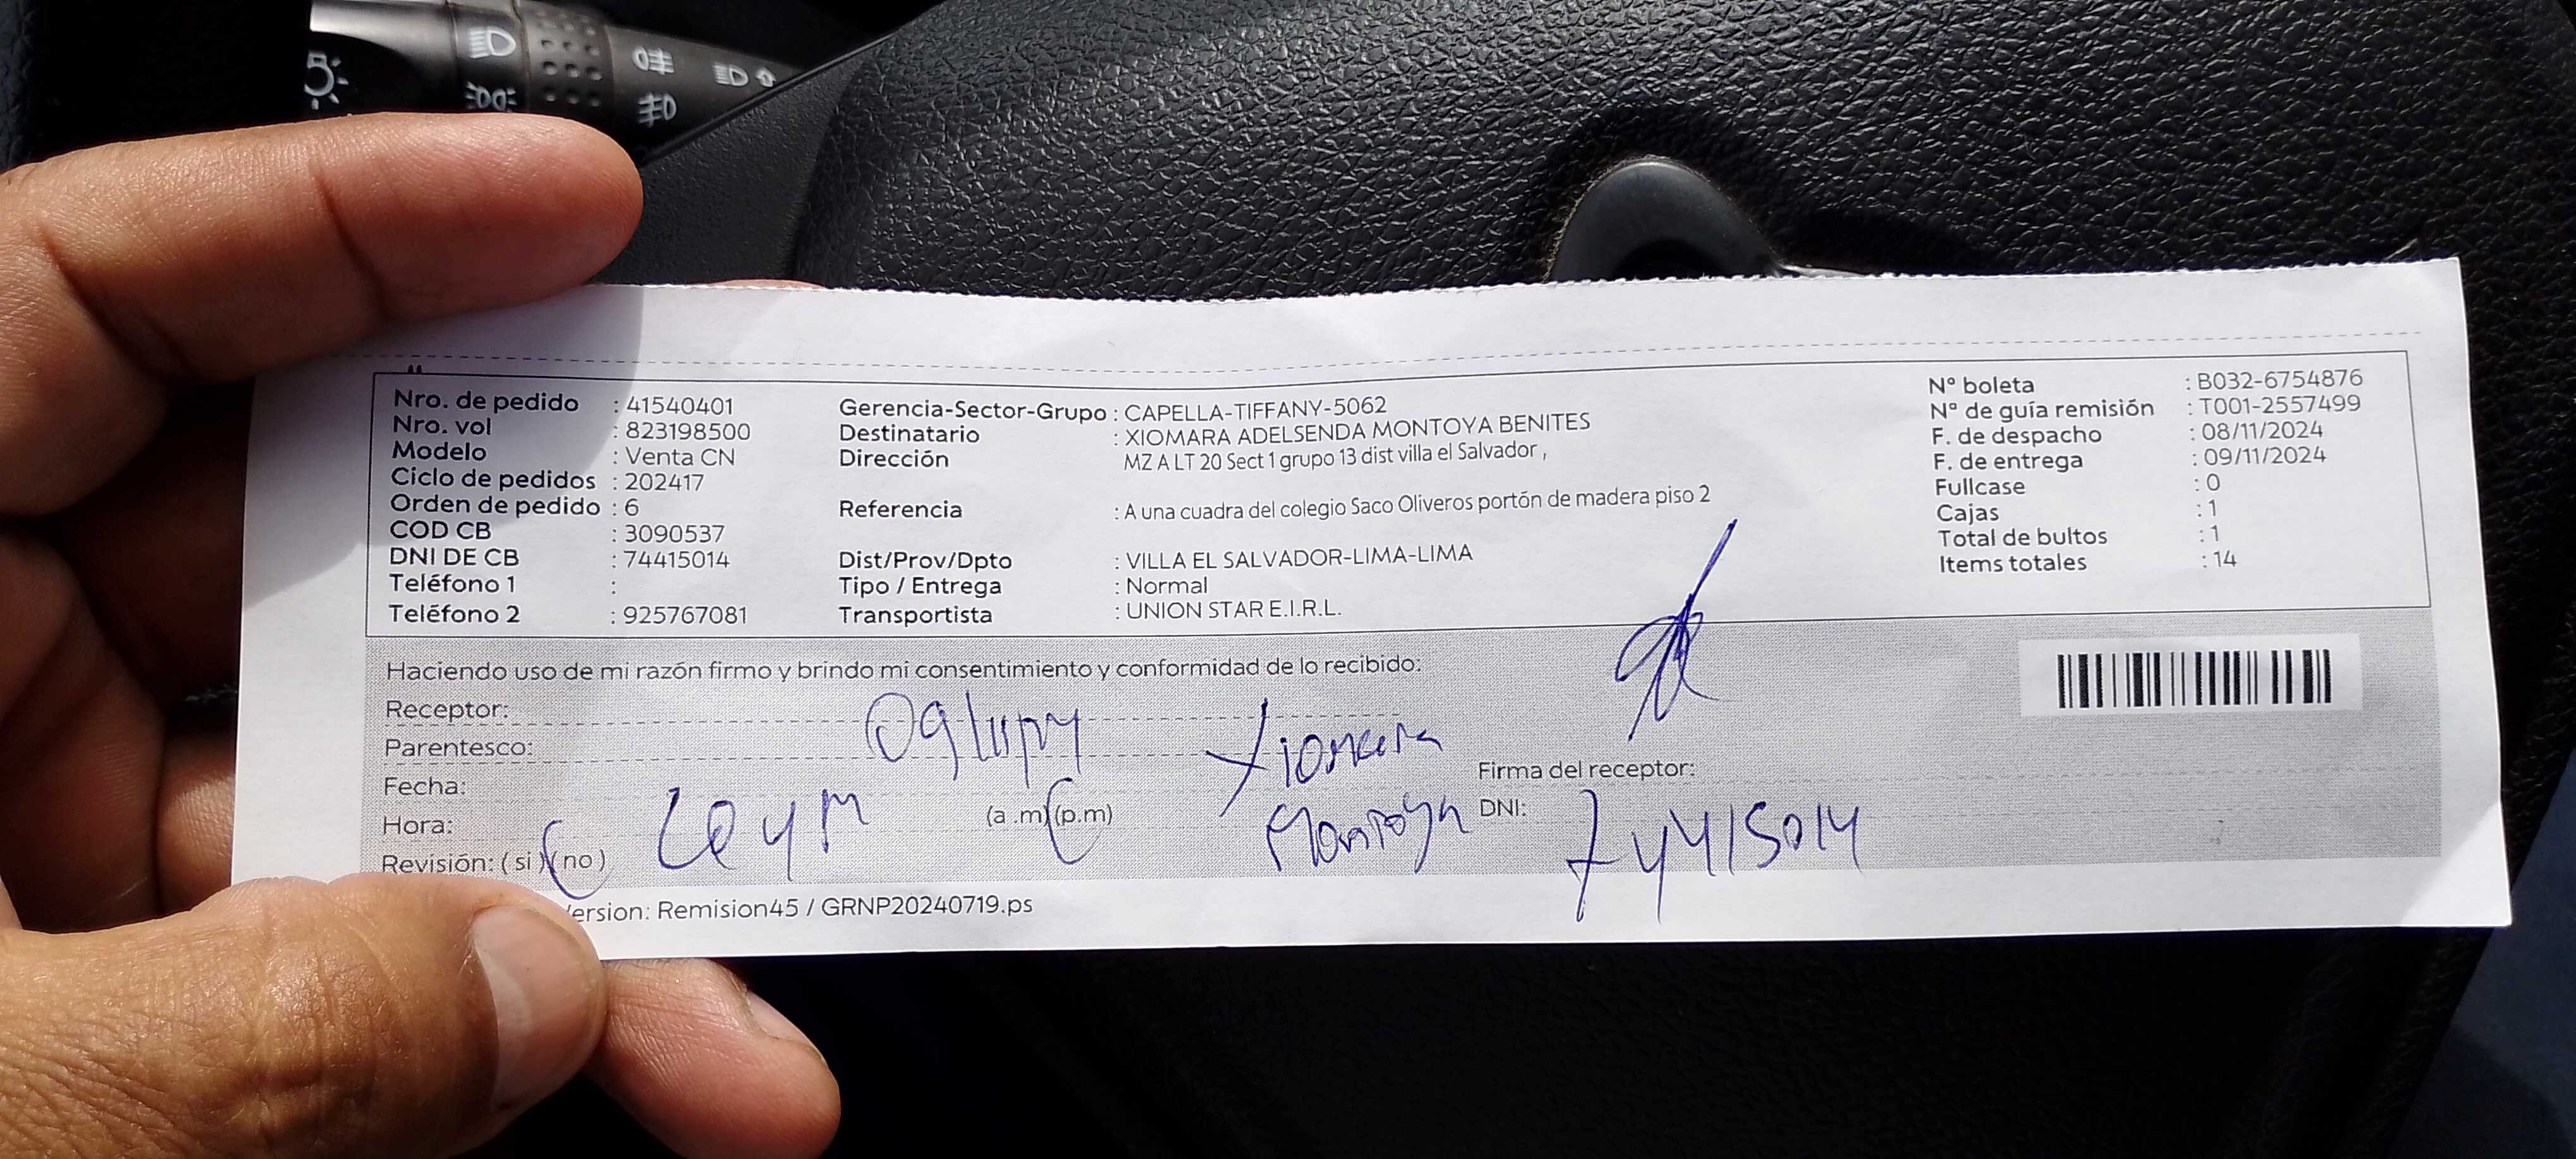 Nro. de pedido : 41540401
Nro. vol : 823198500
Modelo : Venta CN
Ciclo de pedidos : 202417
Orden de pedido : 6
COD CB : 3090537
DNI DE CB : 74415014
Teléfono 1 :
Teléfono 2 : 925767081
Gerencia-Sector-Grupo : CAPELLA-TIFFANY-5062
Destinatario : XIOMARA ADELSENDA MONTOYA BENITES
Dirección MZ A LT 20 Sect 1 grupo 13 dist villa el Salvador ,
Referencia : A una cuadra del colegio Saco Oliveros portón de madera piso 2
Dist/Prov/Dpto : VILLA EL SALVADOR-LIMA-LIMA
Tipo / Entrega : Normal
Transportista : UNION STAR E.I.R.L.
N° boleta : B032-6754876
N° de guía remisión : T001-2557499
F. de despacho : 08/11/2024
F. de entrega : 09/11/2024
Fullcase : 0
Cajas : 1
Total de bultos : 1
Items totales : 14
Haciendo uso de mi razón firmo y brindo mi consentimiento y conformidad de lo recibido:
Receptor:
Parentesco:
Xiomara
Fecha:
Firma del receptor:
Hora: (a .m) (p.m)
Montoya
DNI: 74415014
Revisión: ( si ) ( no )
ersion: Remision45 / GRNP20240719.ps